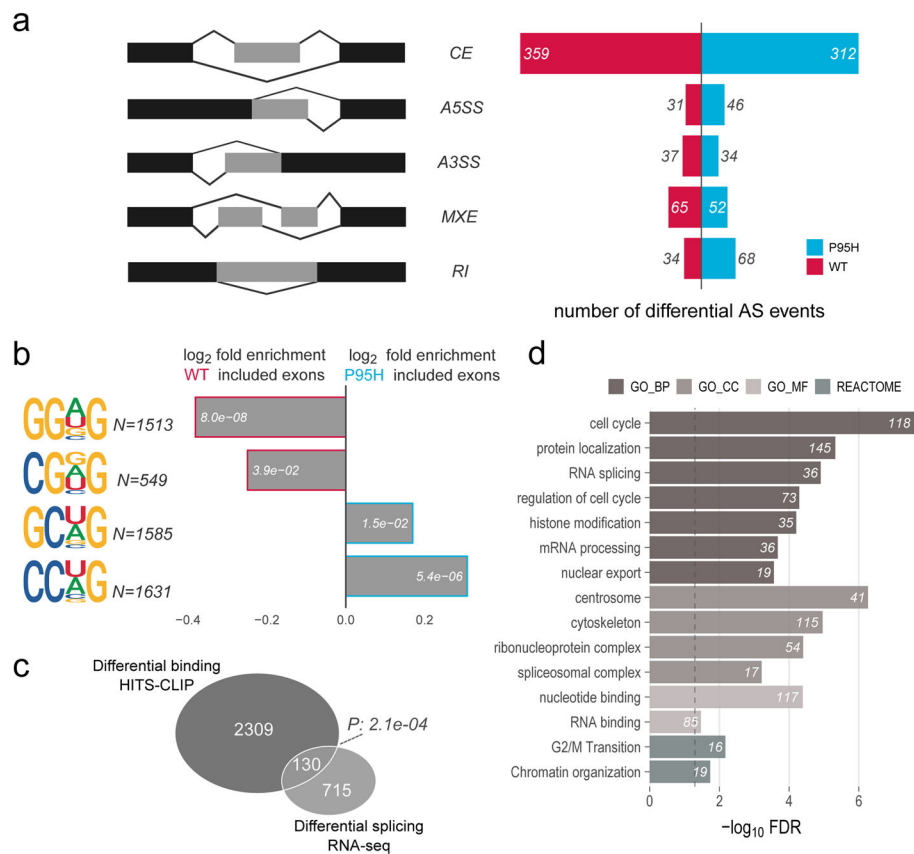 a
CE
359
312
A5SS
31
46
A3SS
37
34
MXE
65
52
RI
34
68
P95H
WT
number of differential AS events
b
log2 fold enrichment
WT included exons
log2 fold enrichment
P95H included exons
GGAG
U
G
C
N=1513
8.0e−08
CGGG
A
U
C
N=549
3.9e−02
GCUG
A
G
C
N=1585
1.5e−02
CCUG
A
G
C
N=1631
5.4e−06
−0.4
−0.2
0.0
0.2
c
Differential binding
HITS-CLIP
2309
P: 2.1e-04
130
715
Differential splicing
RNA-seq
d
GO_BP
GO_CC
GO_MF
REACTOME
cell cycle
118
protein localization
145
RNA splicing
36
regulation of cell cycle
73
histone modification
35
mRNA processing
36
nuclear export
19
centrosome
41
cytoskeleton
115
ribonucleoprotein complex
54
spliceosomal complex
17
nucleotide binding
117
RNA binding
85
G2/M Transition
16
Chromatin organization
19
0
2
4
6
−log10 FDR